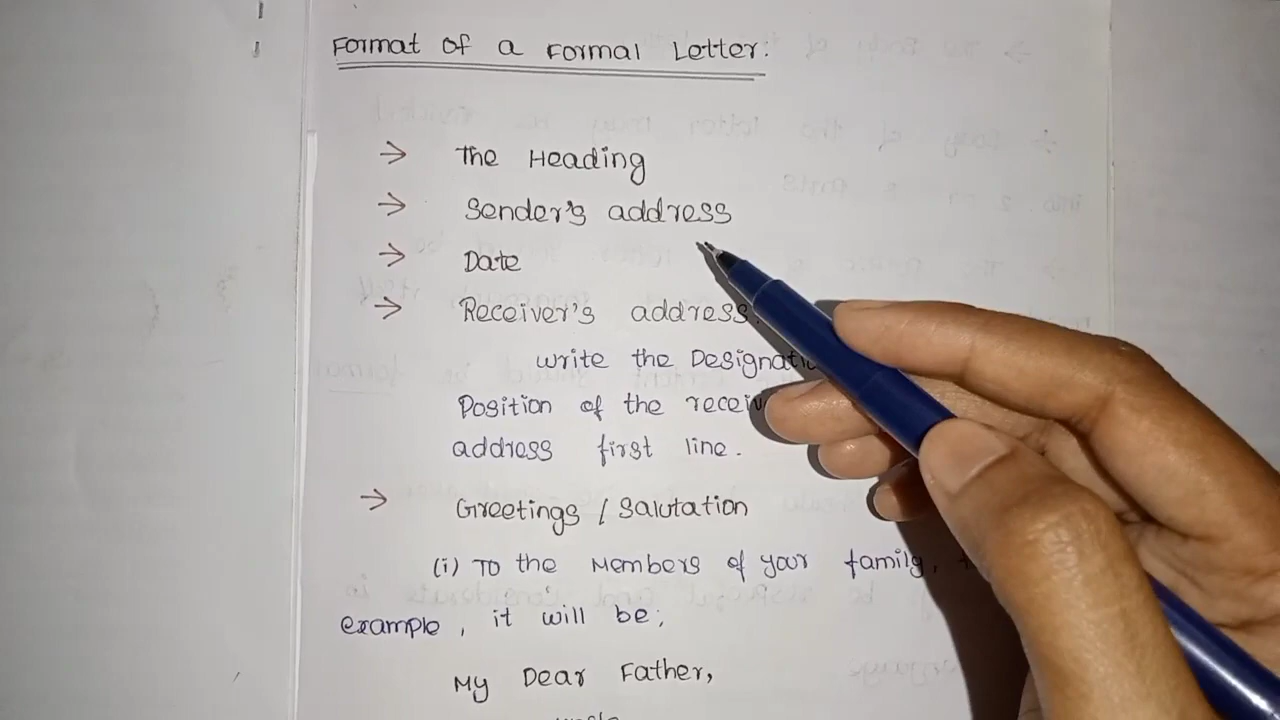 Format of a Formal Letter:
→ The Heading
→ Sender's address
→ Date
→ Receiver's address
write the Designati
Position of the receiv
address first line.
→ Greetings / Salutation
(i) To the Members of your family,
example, it will be;
My Dear Father,